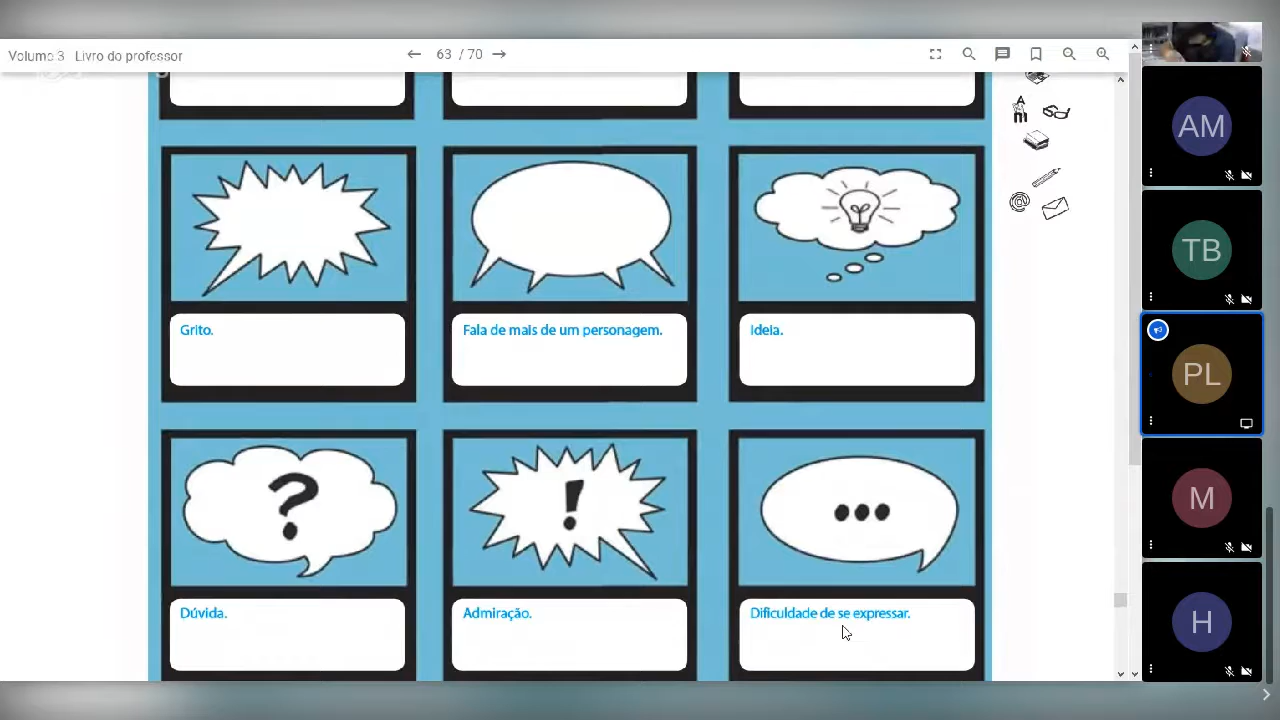 Volume 3 Livro do professor
63 / 70
Grito.
Fala de mais de um personagem.
Ideia.
?
!
...
Dúvida.
Admiração.
Dificuldade de se expressar.
AM
TB
PL
M
H